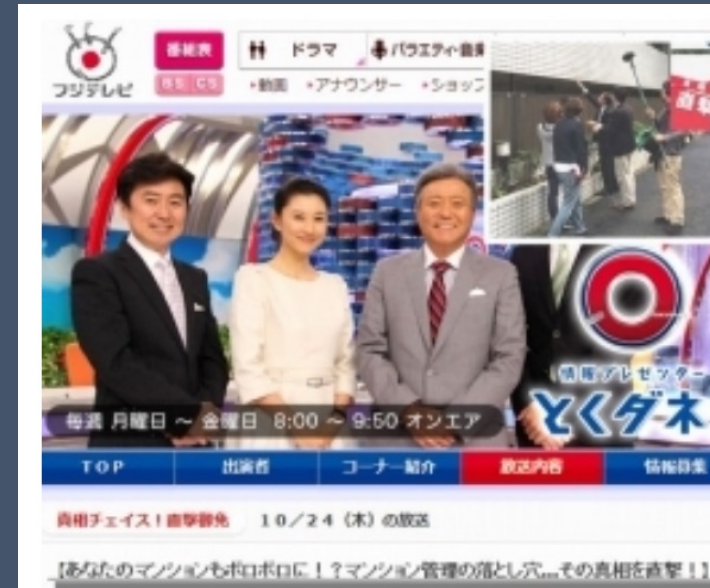 フジテレビ
番組表
ドラマ
バラエティ・音楽
BS CS
動画
アナウンサー
ショップ
直撃
情報プレゼンター
とくダネ
毎週 月曜日 ~ 金曜日 8:00 ~ 9:50 オンエア
TOP
出演者
コーナー紹介
放送内容
情報募集
真相チェイス!直撃御免 10/24(木)の放送
【あなたのマンションもボロボロに!?マンション管理の落とし穴…その真相を直撃!!】